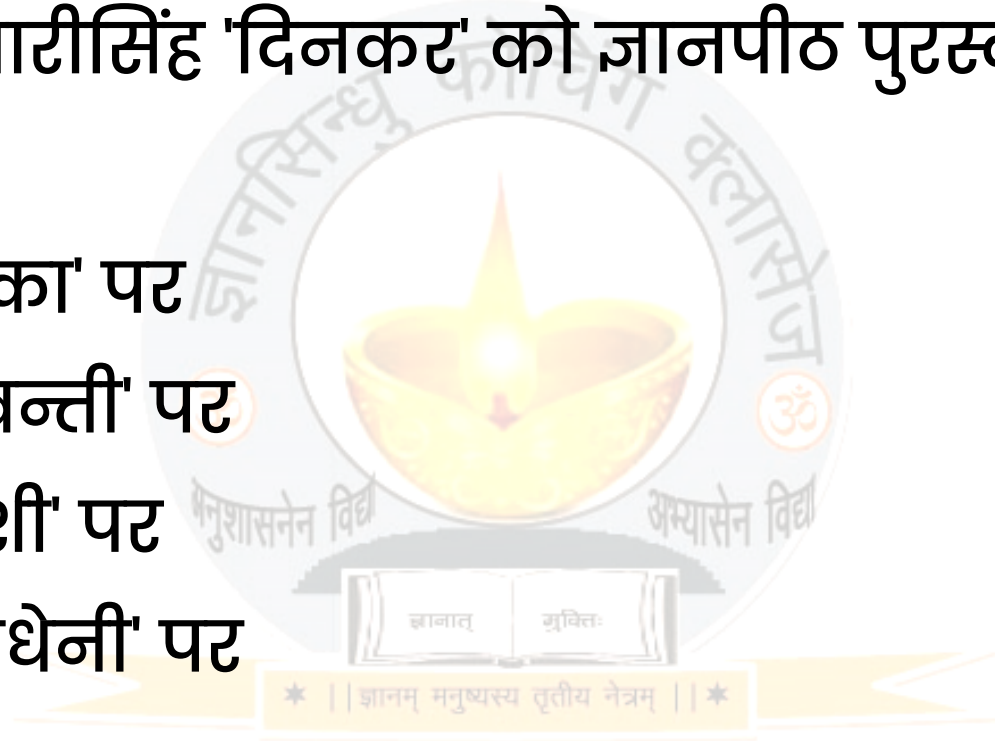 ारीसिंह 'दिनकर' को ज्ञानपीठ पुरस्
ज्ञानसिन्धु कोचिंग क्लासेज
का' पर
वन्ती' पर
शी' पर
धेनी' पर
ॐ
ॐ
अनुशासनेन विद्या
अभ्यासेन विद्या
ज्ञानात् मुक्तिः
||ज्ञानम् मनुष्यस्य तृतीय नेत्रम् ||